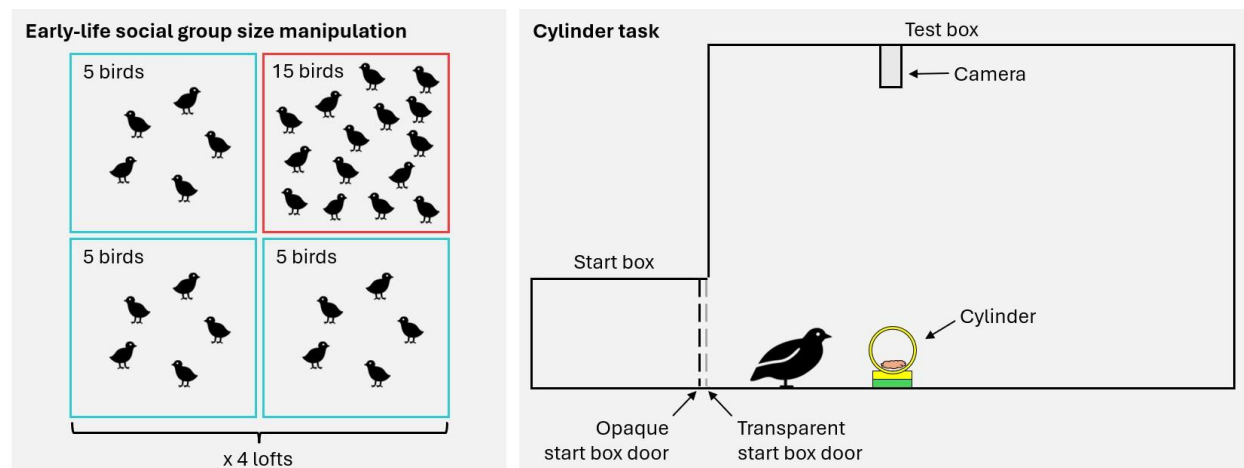 Early-life social group size manipulation
5 birds
15 birds
5 birds
5 birds
x 4 lofts
Cylinder task
Test box
Camera
Start box
Cylinder
Opaque
start box door
Transparent
start box door